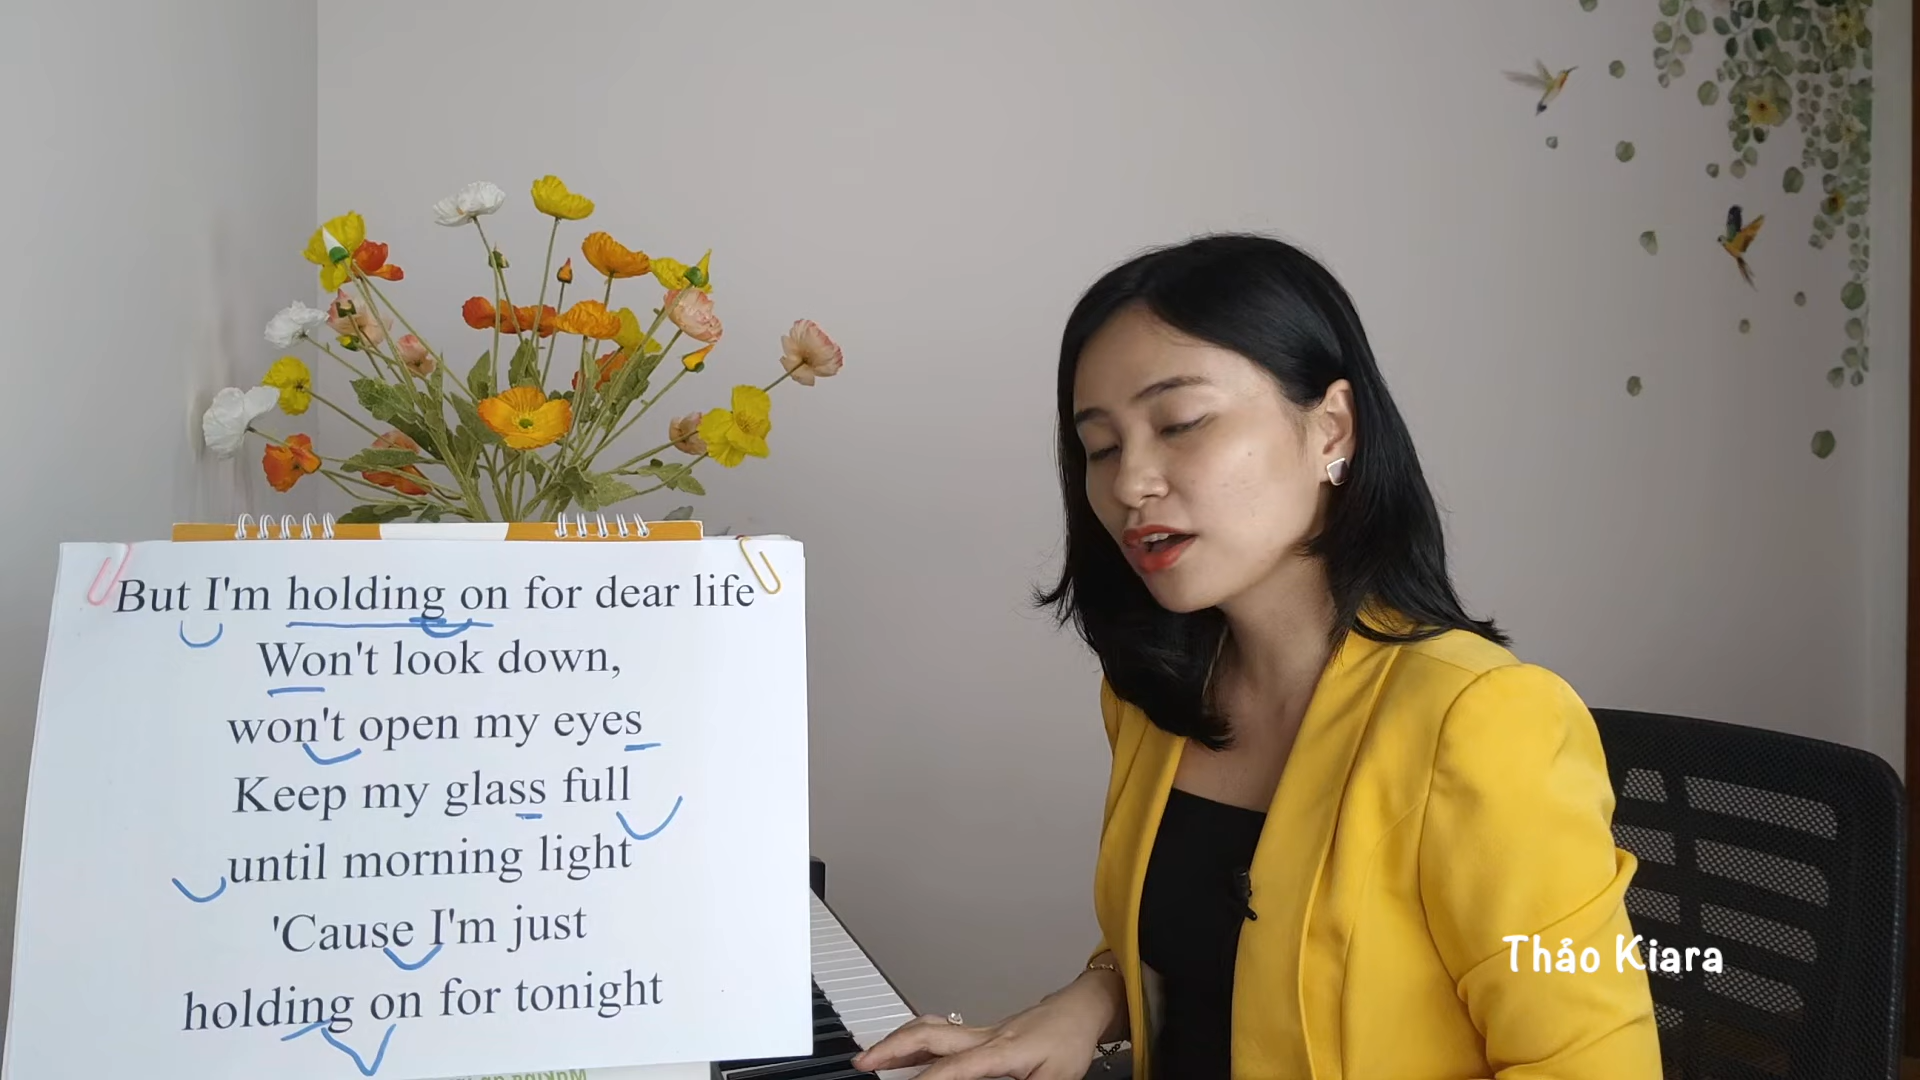 But I'm holding on for dear life
Won't look down,
won't open my eyes
Keep my glass full
until morning light
'Cause I'm just
holding on for tonight
Thảo Kiara